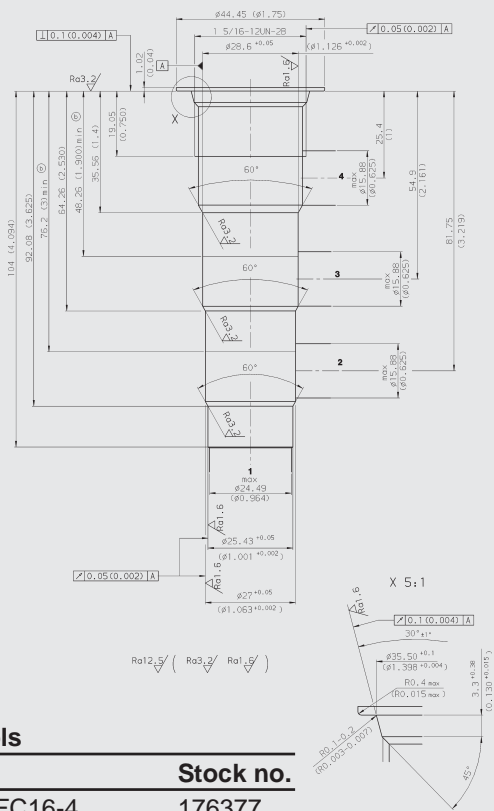 ø44.45 (ø1.75)
⟂ 0.1(0.004) A
1 5/16-12UN-2B
↗ 0.05(0.002) A
ø28.6 +0.05 (ø1.126 +0.002)
A
Ra3.2
1.02
(0.04)
Ra1.6
X
104 (4.094)
92.08 (3.625)
76.2 (3)min ⓑ
64.26 (2.530)
48.26 (1.900)min ⓑ
35.56 (1.4)
19.05
(0.750)
25.4
(1)
54.9
(2.161)
81.75
(3.219)
60°
4
max
ø15.88
(ø0.625)
Ra3.2
60°
3
max
ø15.88
(ø0.625)
Ra3.2
60°
2
max
ø15.88
(ø0.625)
Ra3.2
1
max
ø24.49
(ø0.964)
Ra1.6
ø25.43 +0.05
(ø1.001 +0.002)
↗ 0.05(0.002) A
Ra1.6
ø27 +0.05
(ø1.063 +0.002)
Ra12.5 ( Ra3.2 Ra1.6 )
X 5:1
Ra1.6
↗ 0.1(0.004) A
30° ±1°
ø35.50 +0.1
(ø1.398 +0.004)
R0.4 max
(R0.015 max)
3.3 +0.38
(0.130 +0.015)
R0.1-0.2
(R0.003-0.007)
45°
ls
Stock no.
FC16-4 176377